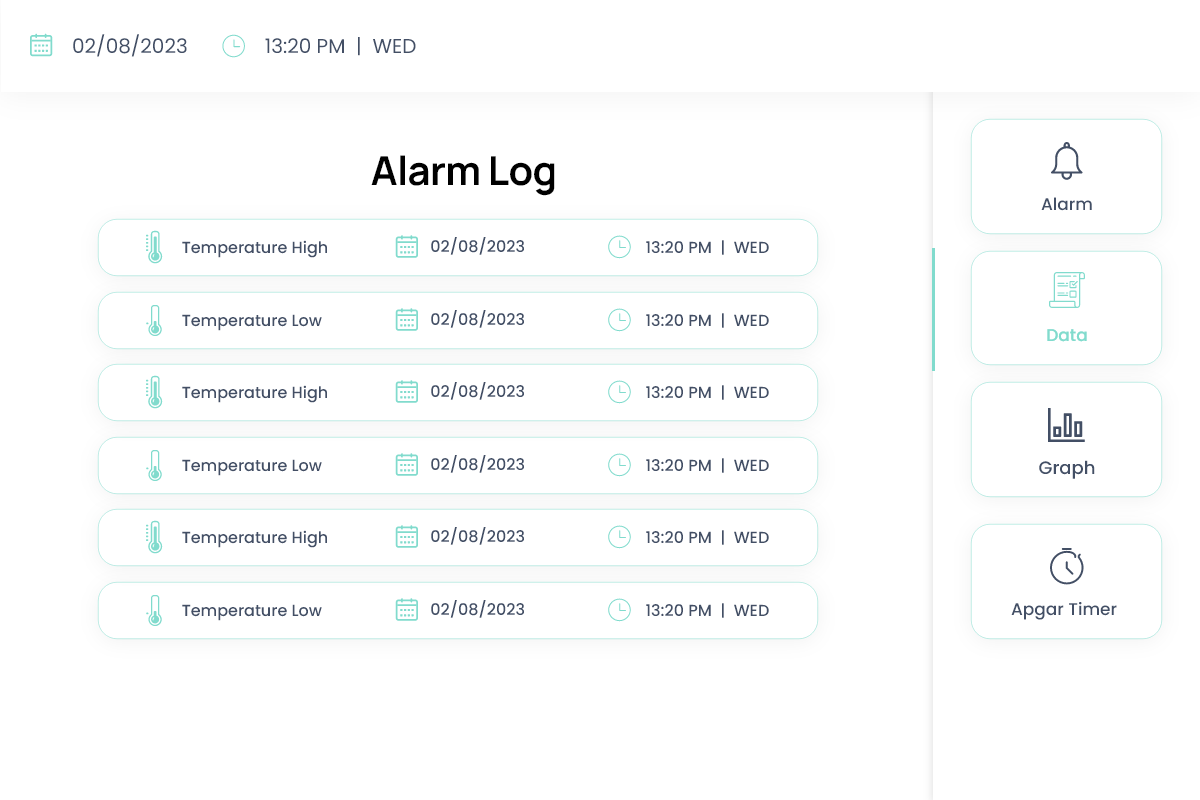 02/08/2023 13:20 PM | WED
Alarm Log
Temperature High 02/08/2023 13:20 PM | WED
Temperature Low 02/08/2023 13:20 PM | WED
Temperature High 02/08/2023 13:20 PM | WED
Temperature Low 02/08/2023 13:20 PM | WED
Temperature High 02/08/2023 13:20 PM | WED
Temperature Low 02/08/2023 13:20 PM | WED
Alarm
Data
Graph
Apgar Timer